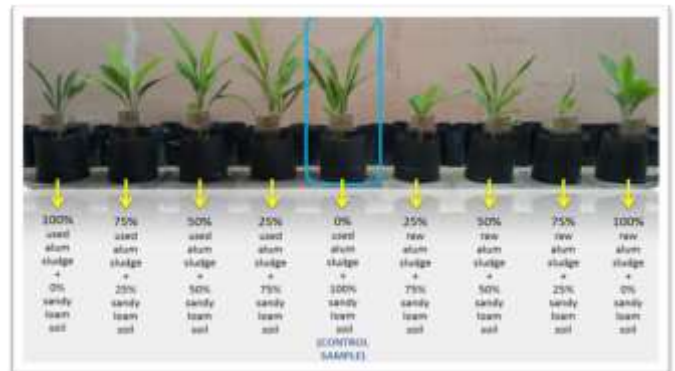 100%
used
alum
sludge
+
0%
sandy
loam
soil
75%
used
alum
sludge
+
25%
sandy
loam
soil
50%
used
alum
sludge
+
50%
sandy
loam
soil
25%
used
alum
sludge
+
75%
sandy
loam
soil
0%
used
alum
sludge
+
100%
sandy
loam
soil
(CONTROL
SAMPLE)
25%
raw
alum
sludge
+
75%
sandy
loam
soil
50%
raw
alum
sludge
+
50%
sandy
loam
soil
75%
raw
alum
sludge
+
25%
sandy
loam
soil
100%
raw
alum
sludge
+
0%
sandy
loam
soil